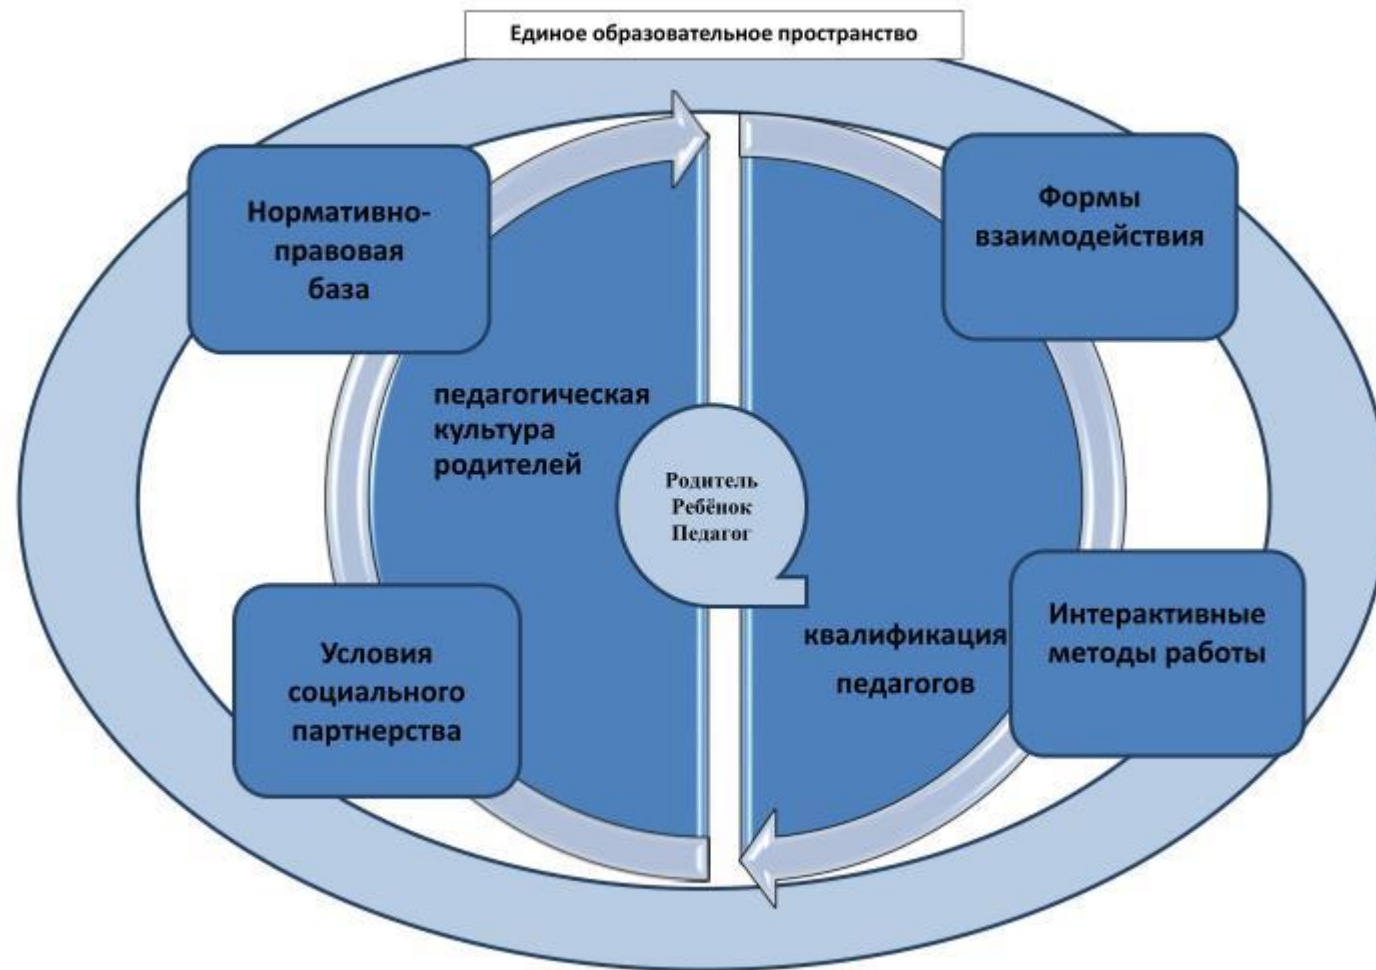 Единое образовательное пространство
Нормативно-
правовая
база
Формы
взаимодействия
педагогическая
культура
родителей
Родитель
Ребёнок
Педагог
Условия
социального
партнерства
квалификация
педагогов
Интерактивные
методы работы